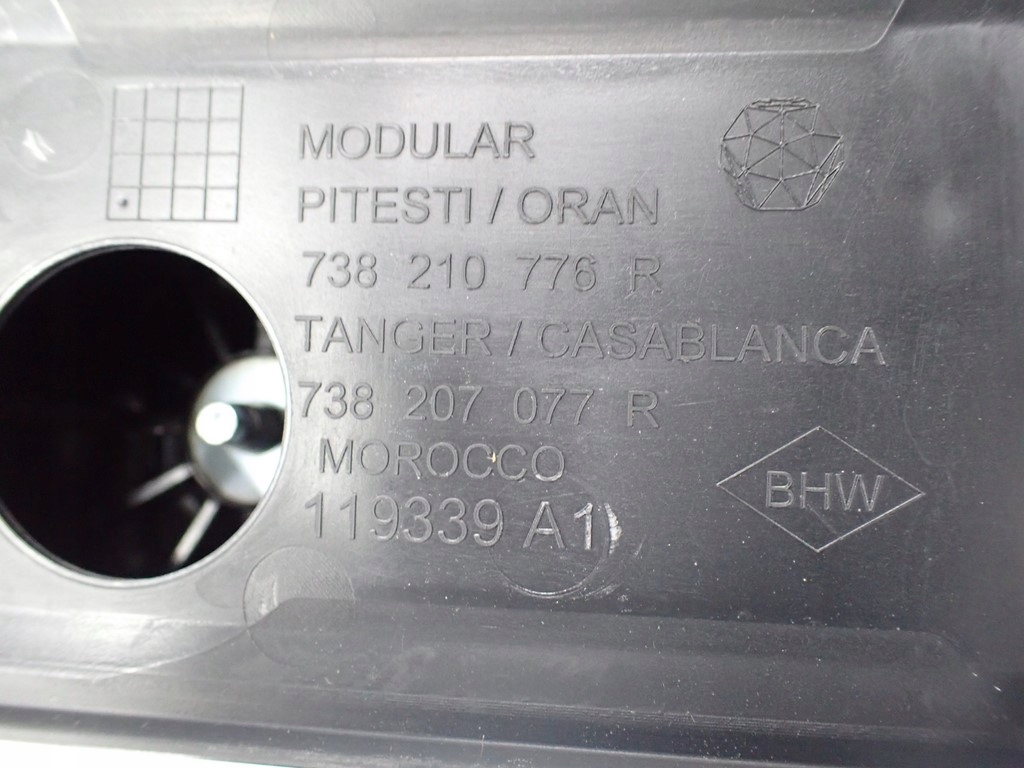 MODULAR
PITESTI / ORAN
738 210 776 R
TANGER / CASABLANCA
738 207 077 R
MOROCCO
119339 A1
BHW